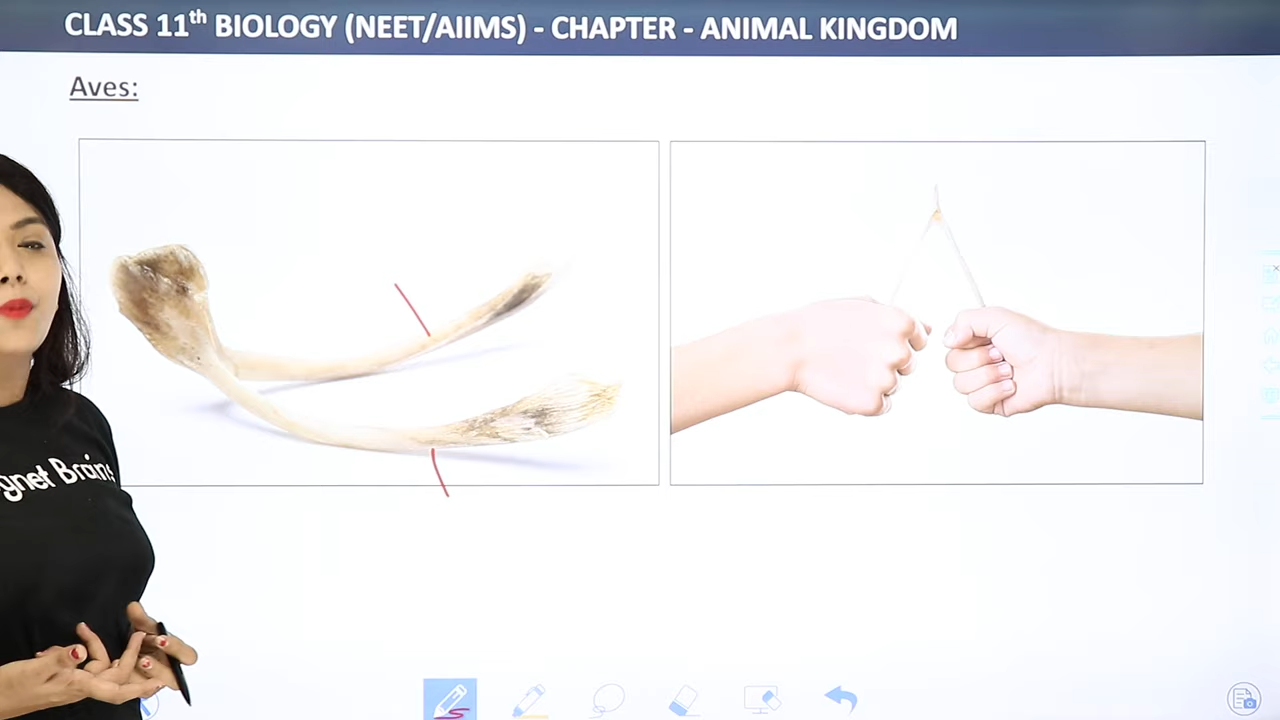 CLASS 11th BIOLOGY (NEET/AIIMS) - CHAPTER - ANIMAL KINGDOM
Aves:
gnet Brains